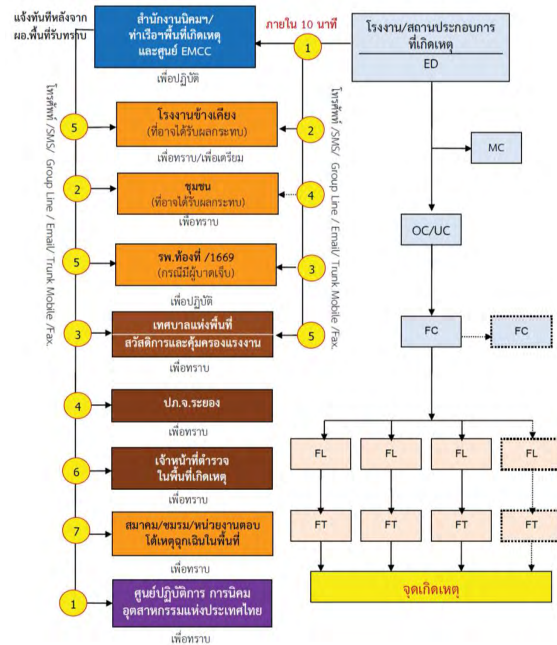 แจ้งทันทีหลังจาก
ผอ.พื้นที่รับทราบ
สำนักงานนิคมฯ/
ท่าเรือฯพื้นที่เกิดเหตุ
และศูนย์ EMCC
เพื่อปฏิบัติ
ภายใน 10 นาที
1
โรงงาน/สถานประกอบการ
ที่เกิดเหตุ
ED
โทรศัพท์ /SMS/ Group Line / Email/ Trunk Mobile /Fax.
5
โรงงานข้างเคียง
(ที่อาจได้รับผลกระทบ)
เพื่อทราบ/เพื่อเตรียม
2
2
ชุมชน
(ที่อาจได้รับผลกระทบ)
เพื่อทราบ
4
5
รพ.ท้องที่ /1669
(กรณีมีผู้บาดเจ็บ)
เพื่อปฏิบัติ
3
3
เทศบาลแห่งพื้นที่
สวัสดิการและคุ้มครองแรงงาน
เพื่อทราบ
5
โทรศัพท์ /SMS/ Group Line / Email/ Trunk Mobile /Fax.
4
ปภ.จ.ระยอง
เพื่อทราบ
6
เจ้าหน้าที่ตำรวจ
ในพื้นที่เกิดเหตุ
เพื่อทราบ
7
สมาคม/ชมรม/หน่วยงานตอบ
โต้เหตุฉุกเฉินในพื้นที่
เพื่อทราบ
1
ศูนย์ปฏิบัติการ การนิคม
อุตสาหกรรมแห่งประเทศไทย
เพื่อทราบ
MC
OC/UC
FC
FC
FL
FL
FL
FL
FT
FT
FT
FT
จุดเกิดเหตุ